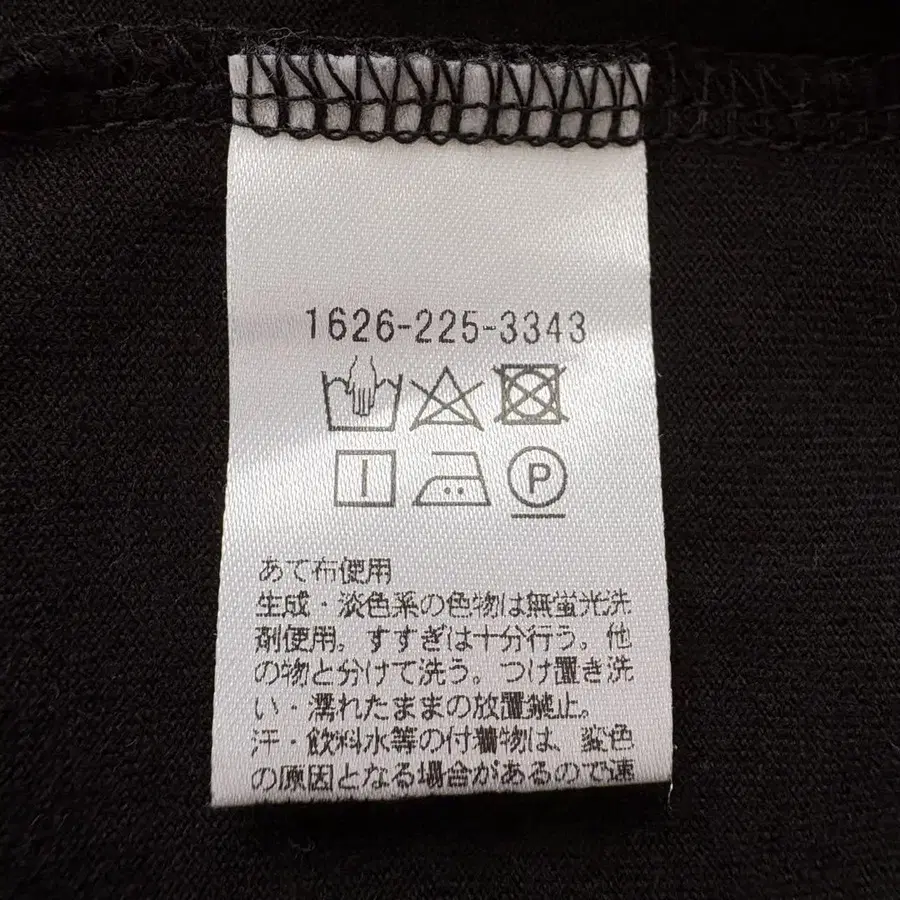 1626-225-3343
P
あて布使用
生成・淡色系の色物は無蛍光洗
剤使用。すすぎは十分行う。他
の物と分けて洗う。つけ置き洗
い・濡れたままの放置禁止。
汗・飲料水等の付着物は、変色
の原因となる場合があるので速